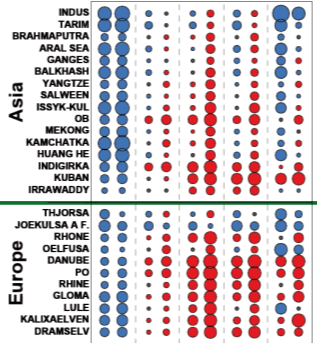 INDUS
TARIM
BRAHMAPUTRA
ARAL SEA
GANGES
BALKHASH
YANGTZE
SALWEEN
ISSYK-KUL
OB
MEKONG
KAMCHATKA
HUANG HE
INDIGIRKA
KUBAN
IRRAWADDY
Asia
THJORSA
JOEKULSA A F.
RHONE
OELFUSA
DANUBE
PO
RHINE
GLOMA
LULE
KALIXAELVEN
DRAMSELV
Europe